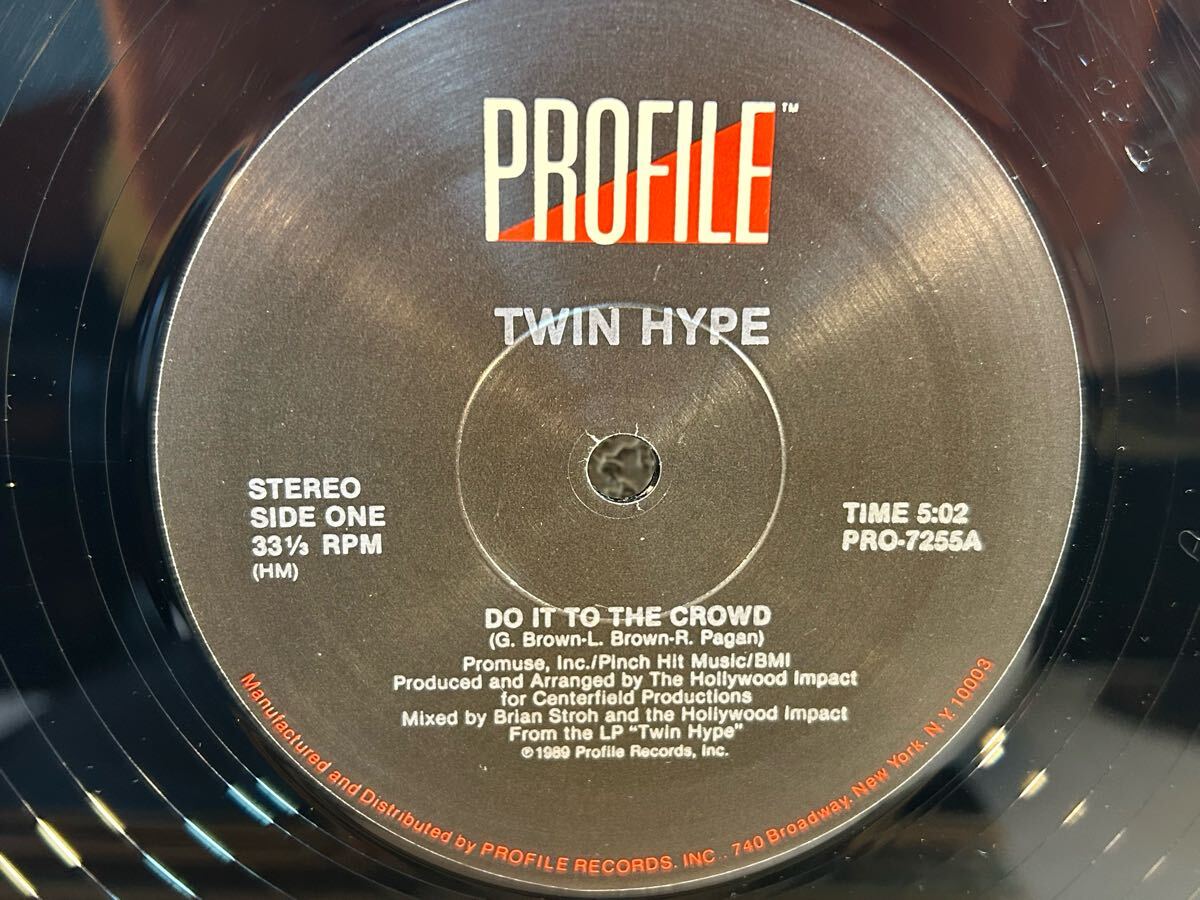 PROFILE™
TWIN HYPE
STEREO
SIDE ONE
33⅓ RPM
(HM)
TIME 5:02
PRO-7255A
DO IT TO THE CROWD
(G. Brown-L. Brown-R. Pagan)
Promuse, Inc./Pinch Hit Music/BMI
Produced and Arranged by The Hollywood Impact
for Centerfield Productions
Mixed by Brian Stroh and the Hollywood Impact
From the LP "Twin Hype"
℗1989 Profile Records, Inc.
Manufactured and Distributed by PROFILE RECORDS, INC., 740 Broadway, New York, N.Y. 10003